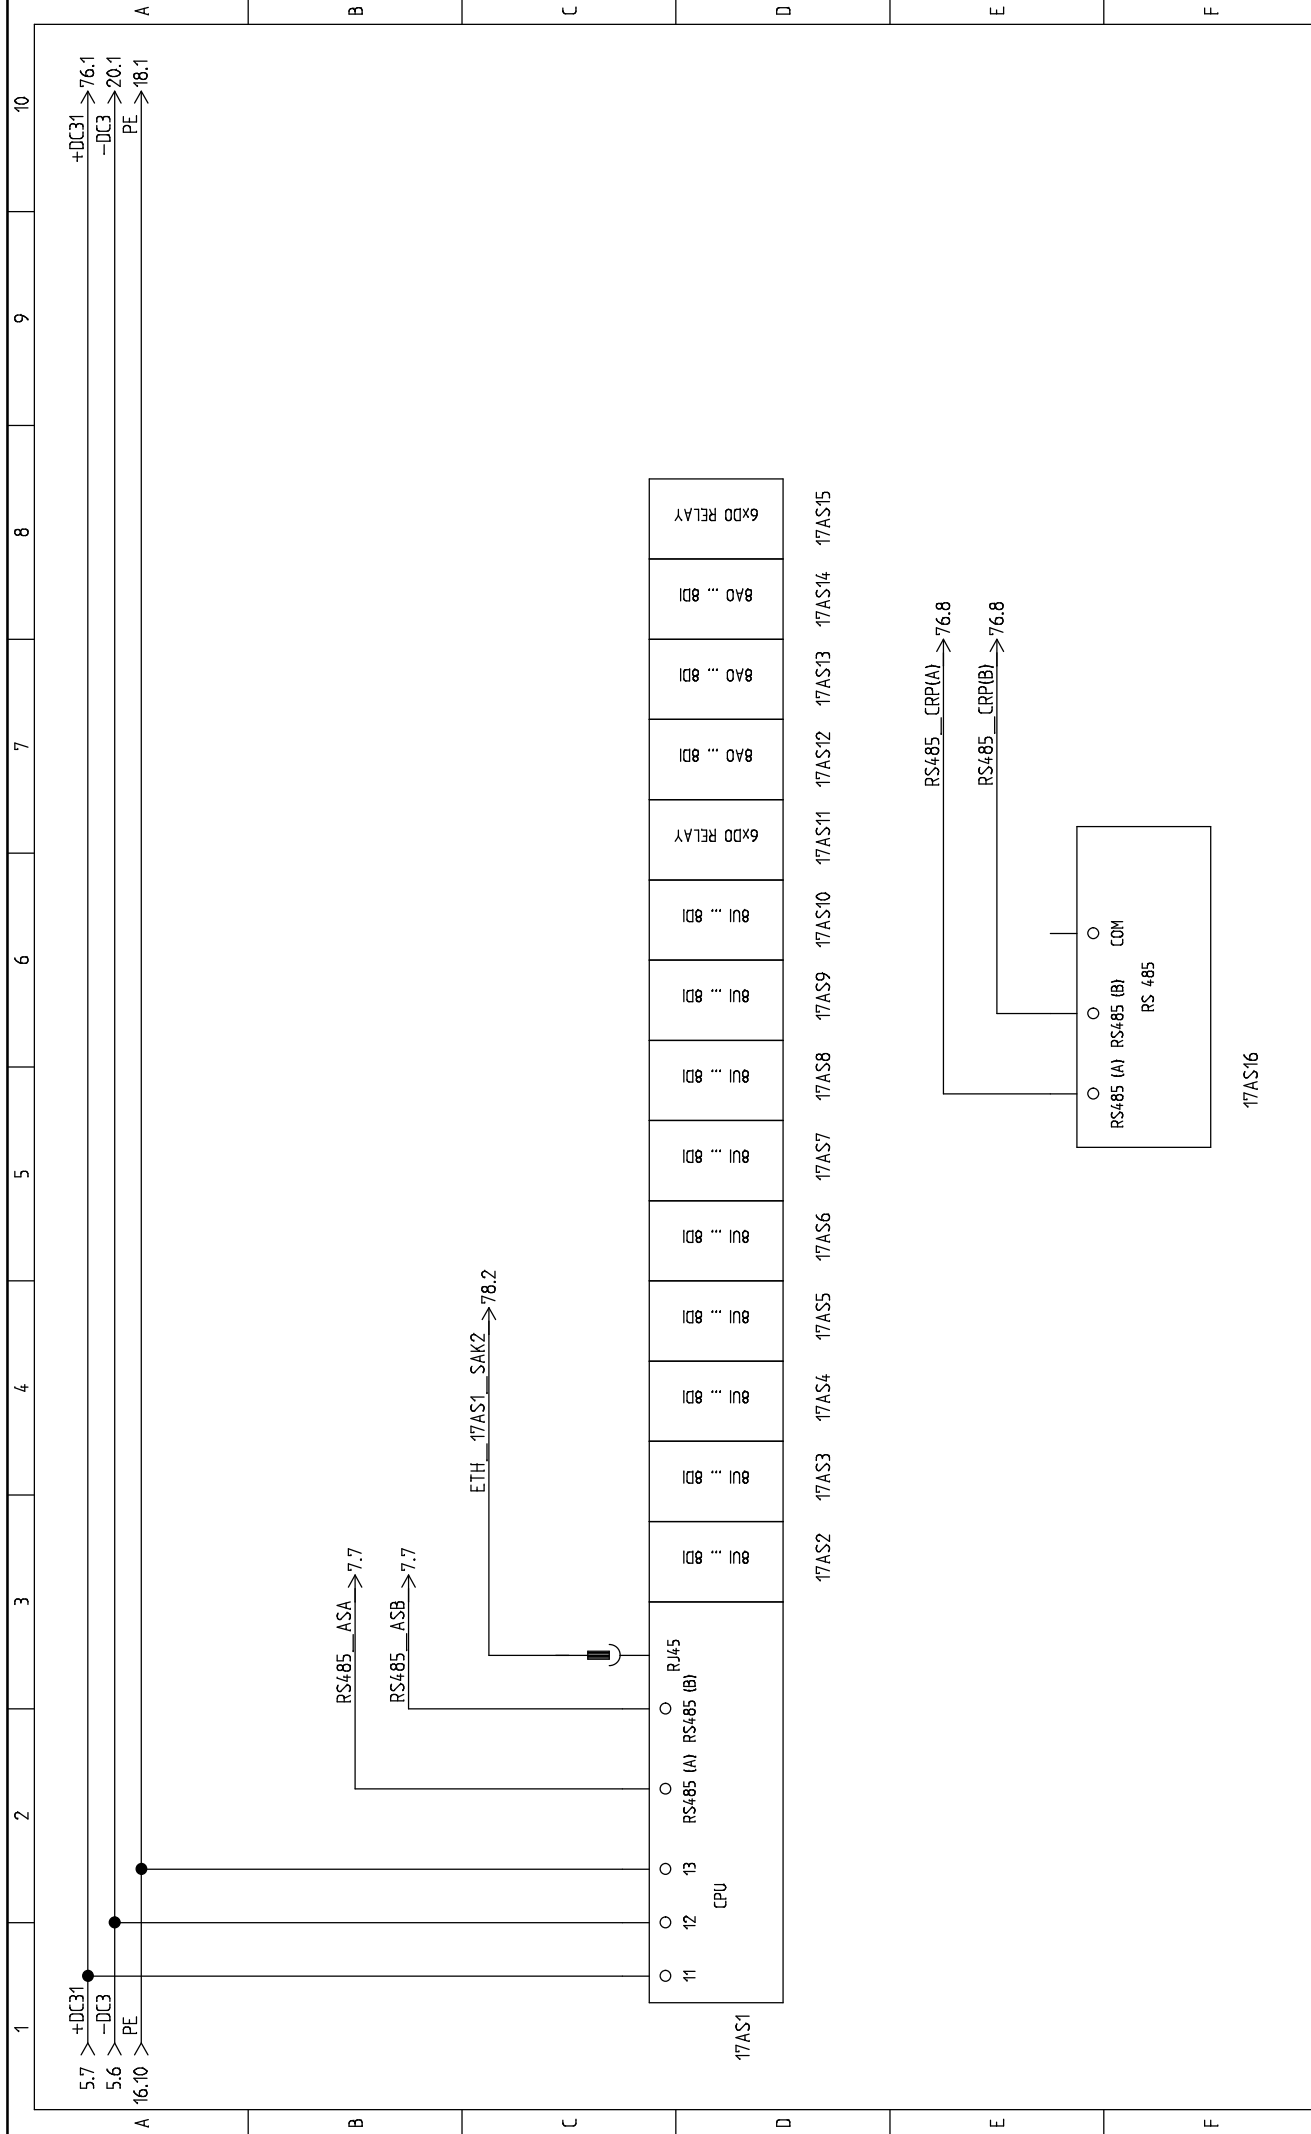 1 2 3 4 5 6 7 8 9 10
A A
5.7 +DC31 +DC31 76.1
5.6 -DC3 -DC3 20.1
16.10 PE PE 18.1
B B
RS485_ASA 7.7
RS485_ASB 7.7
C C
ETH_17AS1_SAK2 78.2
D D
11 12 13 RS485 (A) RS485 (B) RJ45
CPU
8UI ... 8DI
8UI ... 8DI
8UI ... 8DI
8UI ... 8DI
8UI ... 8DI
8UI ... 8DI
8UI ... 8DI
8UI ... 8DI
8UI ... 8DI
6xDO RELAY
8AO ... 8DI
8AO ... 8DI
8AO ... 8DI
6xDO RELAY
17AS1
17AS2 17AS3 17AS4 17AS5 17AS6 17AS7 17AS8 17AS9 17AS10 17AS11 17AS12 17AS13 17AS14 17AS15
E E
RS485_CRP(A) 76.8
RS485_CRP(B) 76.8
RS485 (A) RS485 (B) COM
RS 485
F F
17AS16